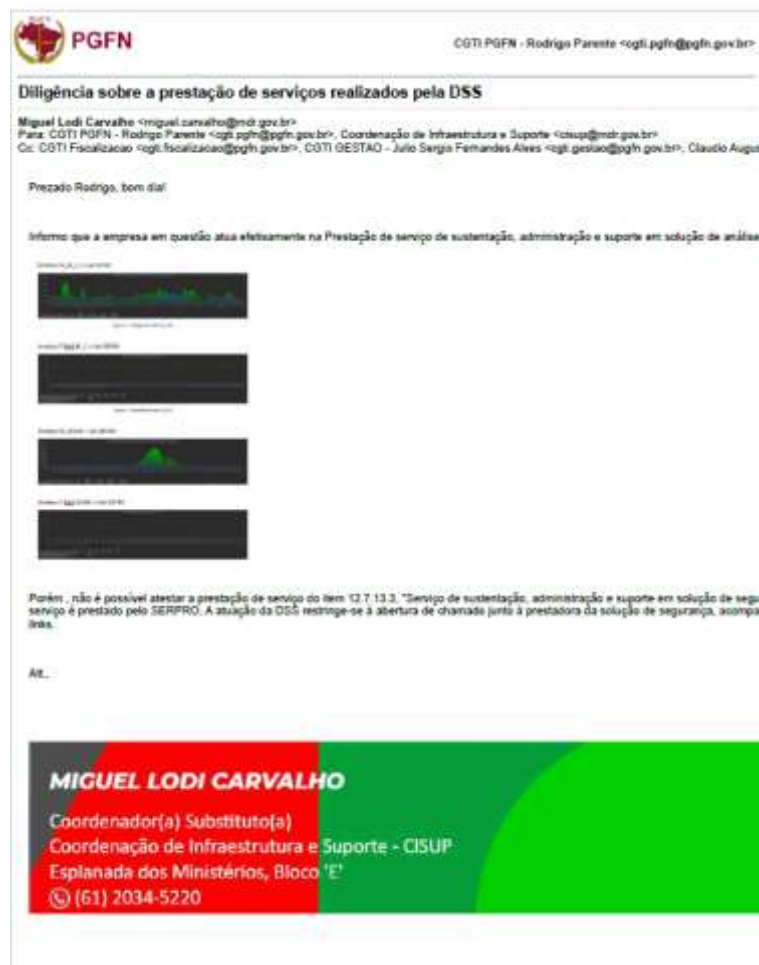 PGFN
CGTI PGFN - Rodrigo Parente <cgti.pgfn@pgfn.gov.br>
Diligência sobre a prestação de serviços realizados pela DSS
Miguel Lodi Carvalho <miguel.carvalho@mdr.gov.br>
Para: CGTI PGFN - Rodrigo Parente <cgti.pgfn@pgfn.gov.br>, Coordenação de Infraestrutura e Suporte <cisup@mdr.gov.br>
Cc: CGTI Fiscalizacao <cgti.fiscalizacao@pgfn.gov.br>, CGTI GESTAO - Julio Sergio Fernandes Alves <cgti.gestao@pgfn.gov.br>, Claudio Augus
Prezado Rodrigo, bom dia!
Informo que a empresa em questão atua efetivamente na Prestação de serviço de sustentação, administração e suporte em solução de análise
Porém , não é possível atestar a prestação de serviço do item 12.7.13.3, "Serviço de sustentação, administração e suporte em solução de segu
serviço é prestado pelo SERPRO. A atuação da DSS restringe-se à abertura de chamado junto à prestadora da solução de segurança, acompa
links.
Att.,
MIGUEL LODI CARVALHO
Coordenador(a) Substituto(a)
Coordenação de Infraestrutura e Suporte - CISUP
Esplanada dos Ministérios, Bloco 'E'
(61) 2034-5220